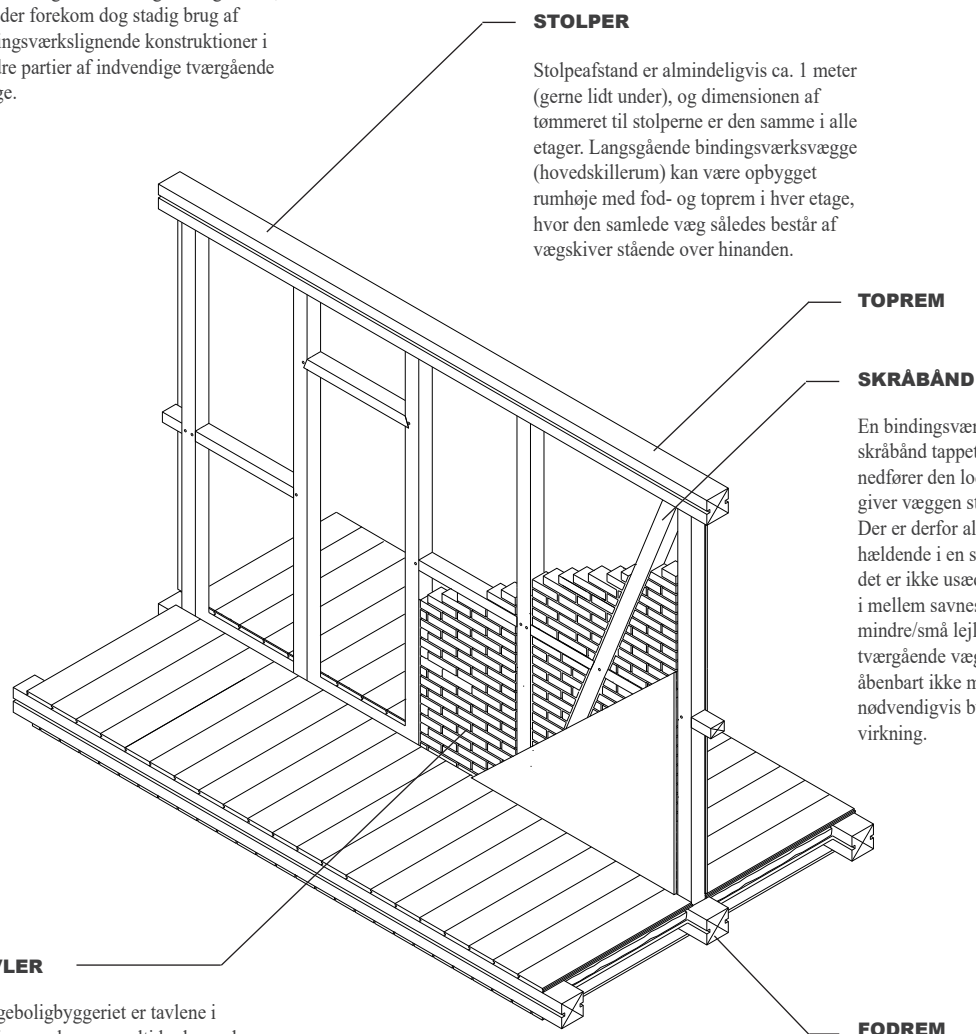 der forekom dog stadig brug af
ingsværkslignende konstruktioner i
dre partier af indvendige tværgående
ge.
STOLPER
Stolpeafstand er almindeligvis ca. 1 meter
(gerne lidt under), og dimensionen af
tømmeret til stolperne er den samme i alle
etager. Langsgående bindingsværksvægge
(hovedskillerum) kan være opbygget
rumhøje med fod- og toprem i hver etage,
hvor den samlede væg således består af
vægskiver stående over hinanden.
TOPREM
SKRÅBÅND
En bindingsvær
skråbånd tappet
nedfører den lod
giver væggen st
Der er derfor al
hældende i en s
det er ikke usæd
i mellem savnes
mindre/små lejl
tværgående væg
åbenbart ikke m
nødvendigvis b
virkning.
VLER
geboligbyggeriet er tavlene i
FODREM